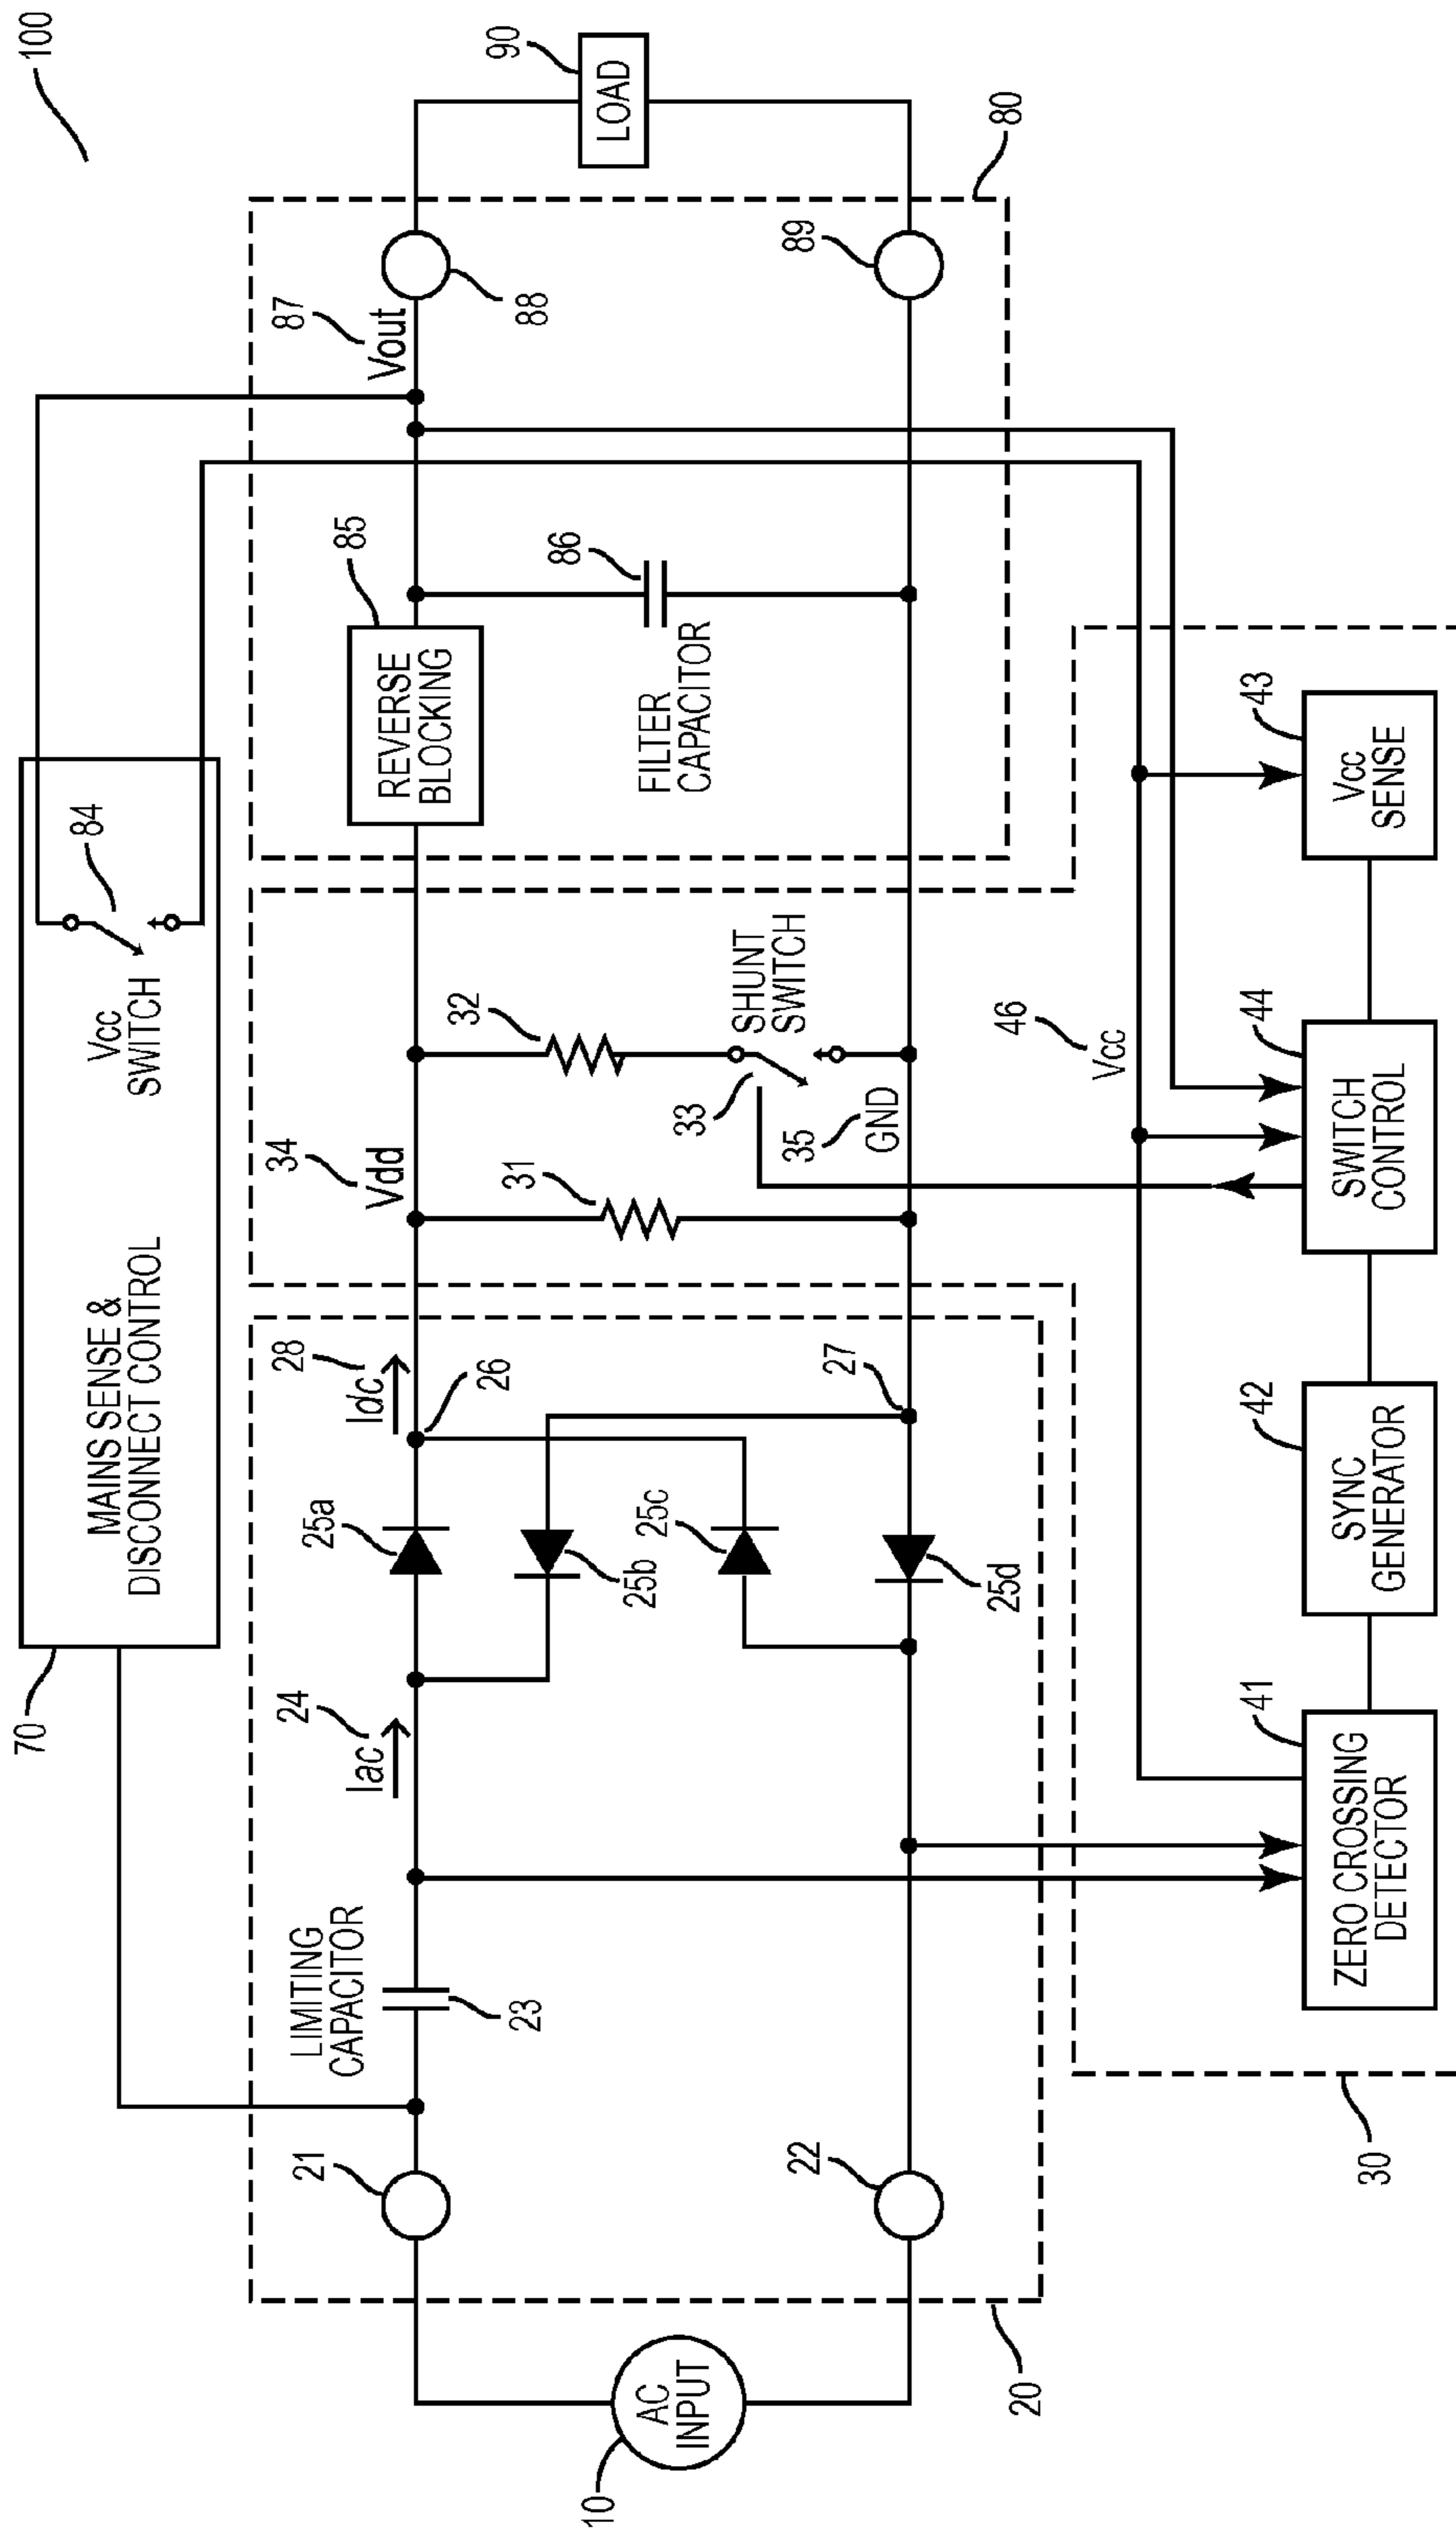 100
70
MAINS SENSE &
DISCONNECT CONTROL
Vcc
SWITCH
84
10
AC
INPUT
20
21
22
LIMITING
CAPACITOR
23
24
Iac
25a
25b
25c
25d
28
Idc
26
27
34
Vdd
31
32
33
SHUNT
SWITCH
35
GND
REVERSE
BLOCKING
85
FILTER
CAPACITOR
86
87
Vout
88
89
80
90
LOAD
46
Vcc
30
41
ZERO CROSSING
DETECTOR
42
SYNC
GENERATOR
44
SWITCH
CONTROL
43
Vcc
SENSE